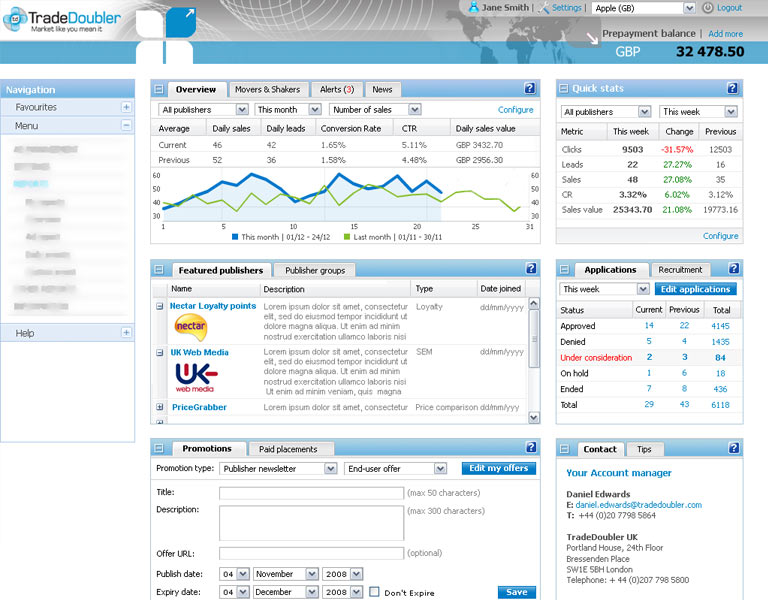 TradeDoubler
Market like you mean it
Jane Smith | Settings | Apple (GB) Logout
Prepayment balance | Add more
GBP 32 478.50
Navigation
Favourites
Menu
Help
Overview Movers & Shakers Alerts (3) News
All publishers This month Number of sales Configure
Average Daily sales Daily leads Conversion Rate CTR Daily sales value
Current 46 42 1.65% 5.11% GBP 3432.70
Previous 52 36 1.58% 4.48% GBP 2956.30
60 60
50 50
40 40
30 30
1 5 11 15 21 25 31
This month | 01/12 - 24/12 Last month | 01/11 - 30/11
Quick stats
All publishers This week
Metric This week Change Previous
Clicks 9503 -31.57% 12503
Leads 22 27.27% 16
Sales 48 27.08% 35
CR 3.32% 6.02% 3.12%
Sales value 25343.70 21.08% 19773.16
Configure
Featured publishers Publisher groups
Name Description Type Date joined
Nectar Loyalty points Lorem ipsum dolor sit amet, consectetur Loyalty dd/mm/yyyy
elit, sed do eiusmod tempor incididunt ut
dolore magna aliqua. Ut enim ad minim
nostrud exercitation ullamco laboris nisi
nectar
UK Web Media Lorem ipsum dolor sit amet, consectetur SEM dd/mm/yyyy
elit, sed do eiusmod tempor incididunt ut
dolore magna aliqua. Ut enim ad minim
nostrud exercitation ullamco laboris nisi
Ut enim ad minim veniam, quis magna
UK
web media
PriceGrabber Lorem ipsum dolor sit amet, consectetur Price comparison dd/mm/yyyy
Applications Recruitment
This week Edit applications
Status Current Previous Total
Approved 14 22 4145
Denied 5 4 1435
Under consideration 2 3 84
On hold 1 6 18
Ended 7 8 436
Total 29 43 6118
Promotions Paid placements
Promotion type: Publisher newsletter End-user offer Edit my offers
Title: (max 50 characters)
Description: (max 300 characters)
Offer URL: (optional)
Publish date: 04 November 2008
Expiry date: 04 December 2008 Don't Expire Save
Contact Tips
Your Account manager
Daniel Edwards
E: daniel.edwards@tradedoubler.com
T: +44 (0)20 7798 5864
TradeDoubler UK
Portland House, 24th Floor
Bressenden Place
SW1E 5BH London
Telephone: + 44 (0)207 798 5800